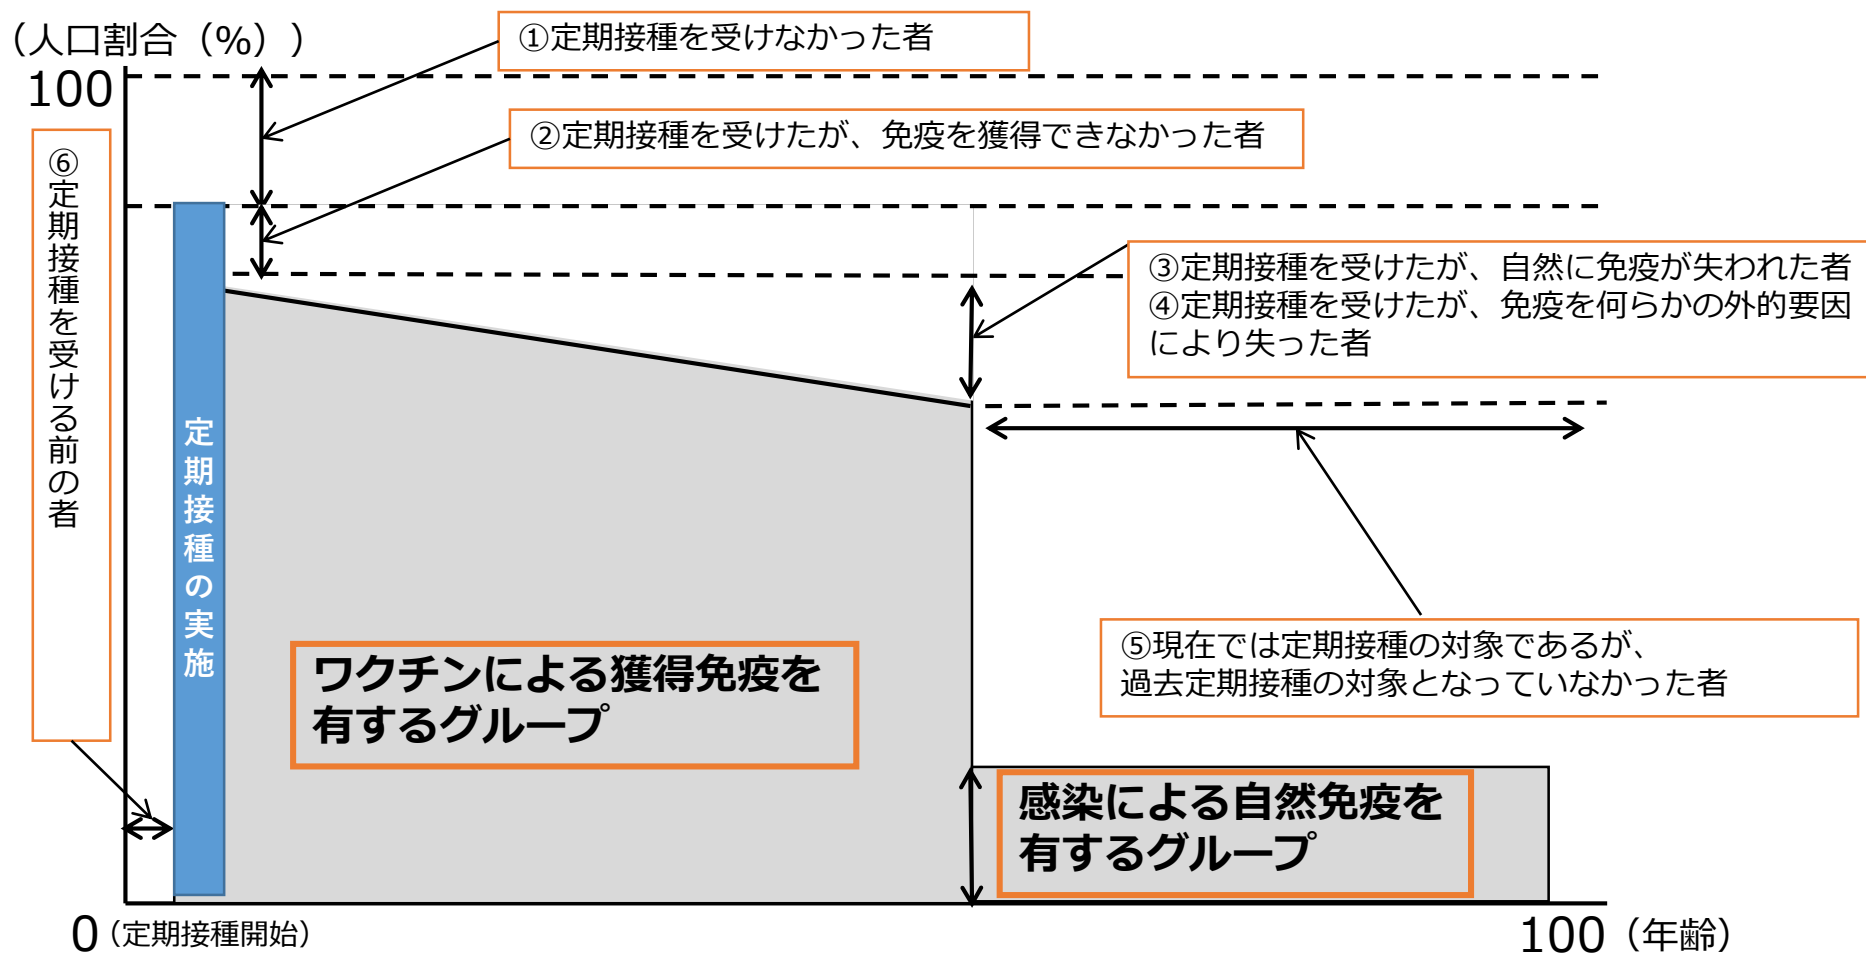 （人口割合（%））
100
①定期接種を受けなかった者
②定期接種を受けたが、免疫を獲得できなかった者
③定期接種を受けたが、自然に免疫が失われた者
④定期接種を受けたが、免疫を何らかの外的要因
により失った者
⑥定期接種を受ける前の者
定期接種の実施
⑤現在では定期接種の対象であるが、
過去定期接種の対象となっていなかった者
ワクチンによる獲得免疫を
有するグループ
感染による自然免疫を
有するグループ
0（定期接種開始）
100（年齢）